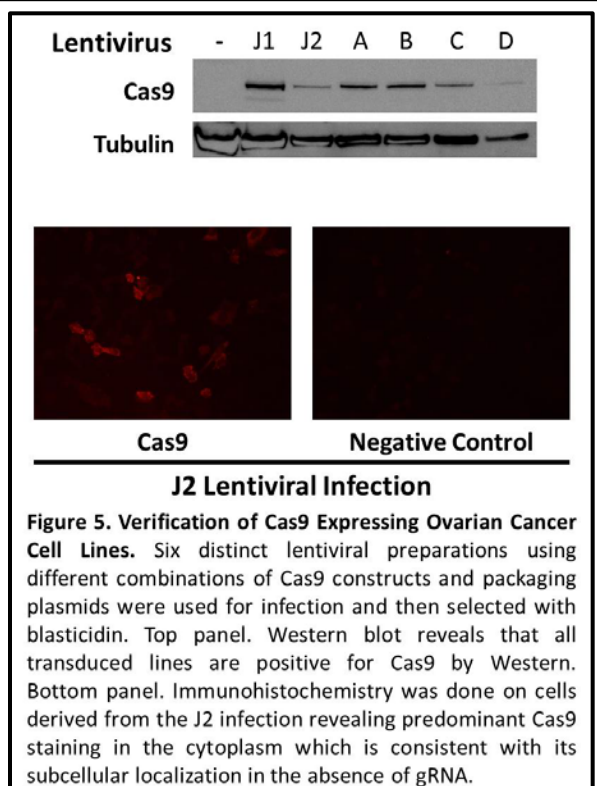 Lentivirus - J1 J2 A B C D
Cas9
Tubulin
Cas9 Negative Control
J2 Lentiviral Infection
Figure 5. Verification of Cas9 Expressing Ovarian Cancer
Cell Lines. Six distinct lentiviral preparations using
different combinations of Cas9 constructs and packaging
plasmids were used for infection and then selected with
blasticidin. Top panel. Western blot reveals that all
transduced lines are positive for Cas9 by Western.
Bottom panel. Immunohistochemistry was done on cells
derived from the J2 infection revealing predominant Cas9
staining in the cytoplasm which is consistent with its
subcellular localization in the absence of gRNA.